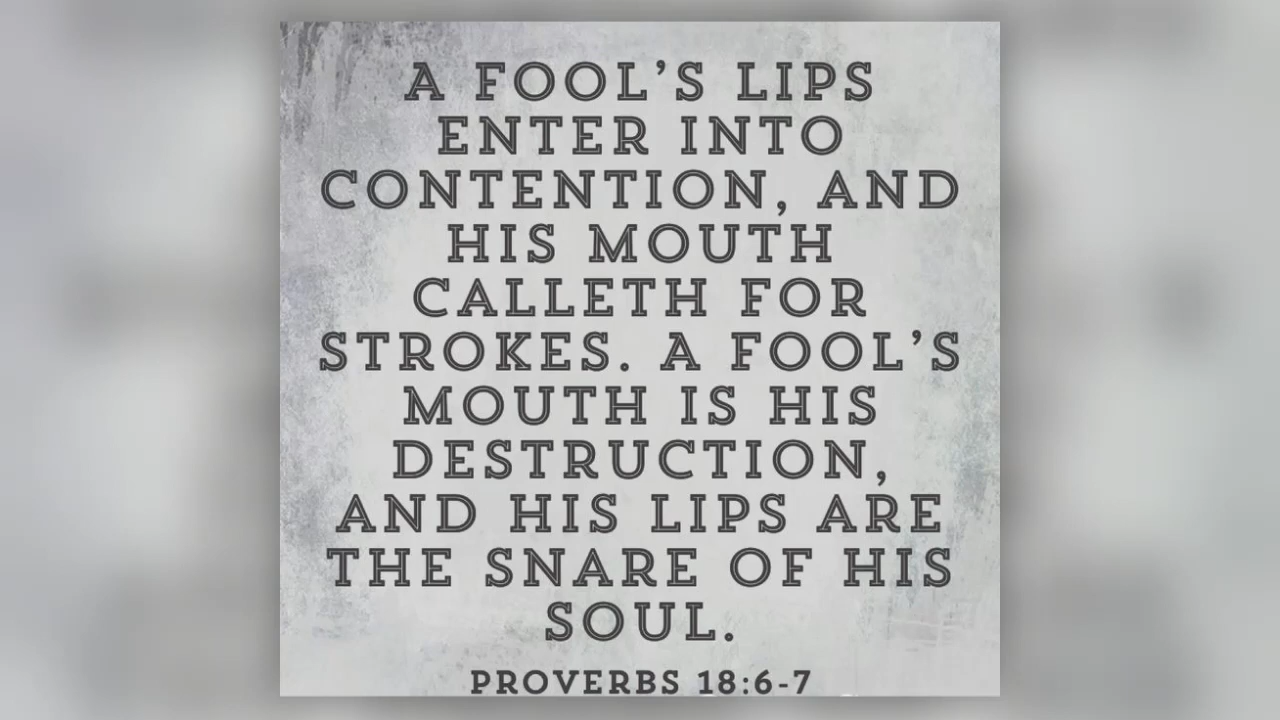 A FOOL'S LIPS
ENTER INTO
CONTENTION, AND
HIS MOUTH
CALLETH FOR
STROKES. A FOOL'S
MOUTH IS HIS
DESTRUCTION,
AND HIS LIPS ARE
THE SNARE OF HIS
SOUL.
PROVERBS 18:6-7